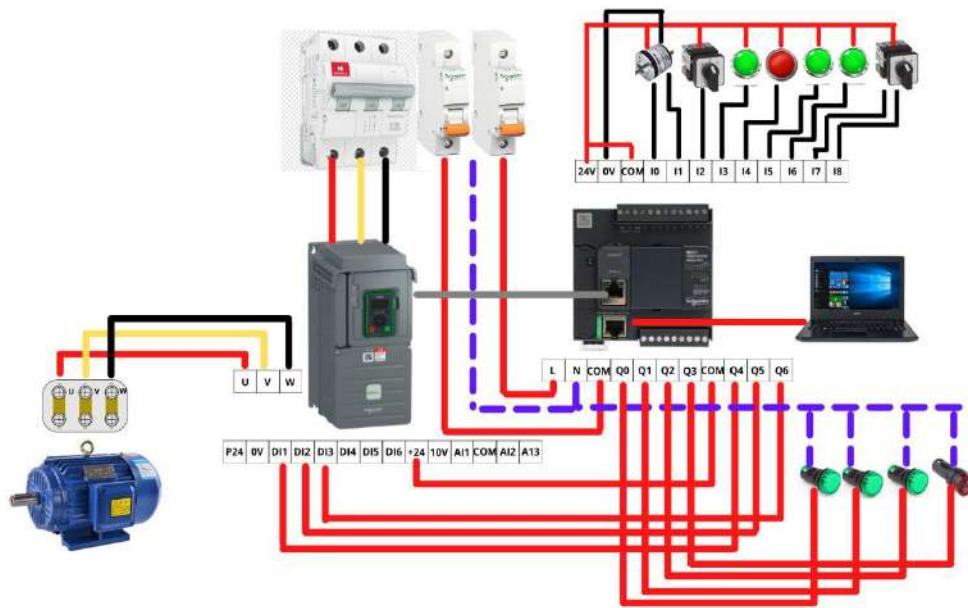 24V 0V COM I0 I1 I2 I3 I4 I5 I6 I7 I8
U V W
U V W
L N COM Q0 Q1 Q2 Q3 COM Q4 Q5 Q6
P24 0V DI1 DI2 DI3 DI4 DI5 DI6 +24 10V AI1 COM AI2 A13